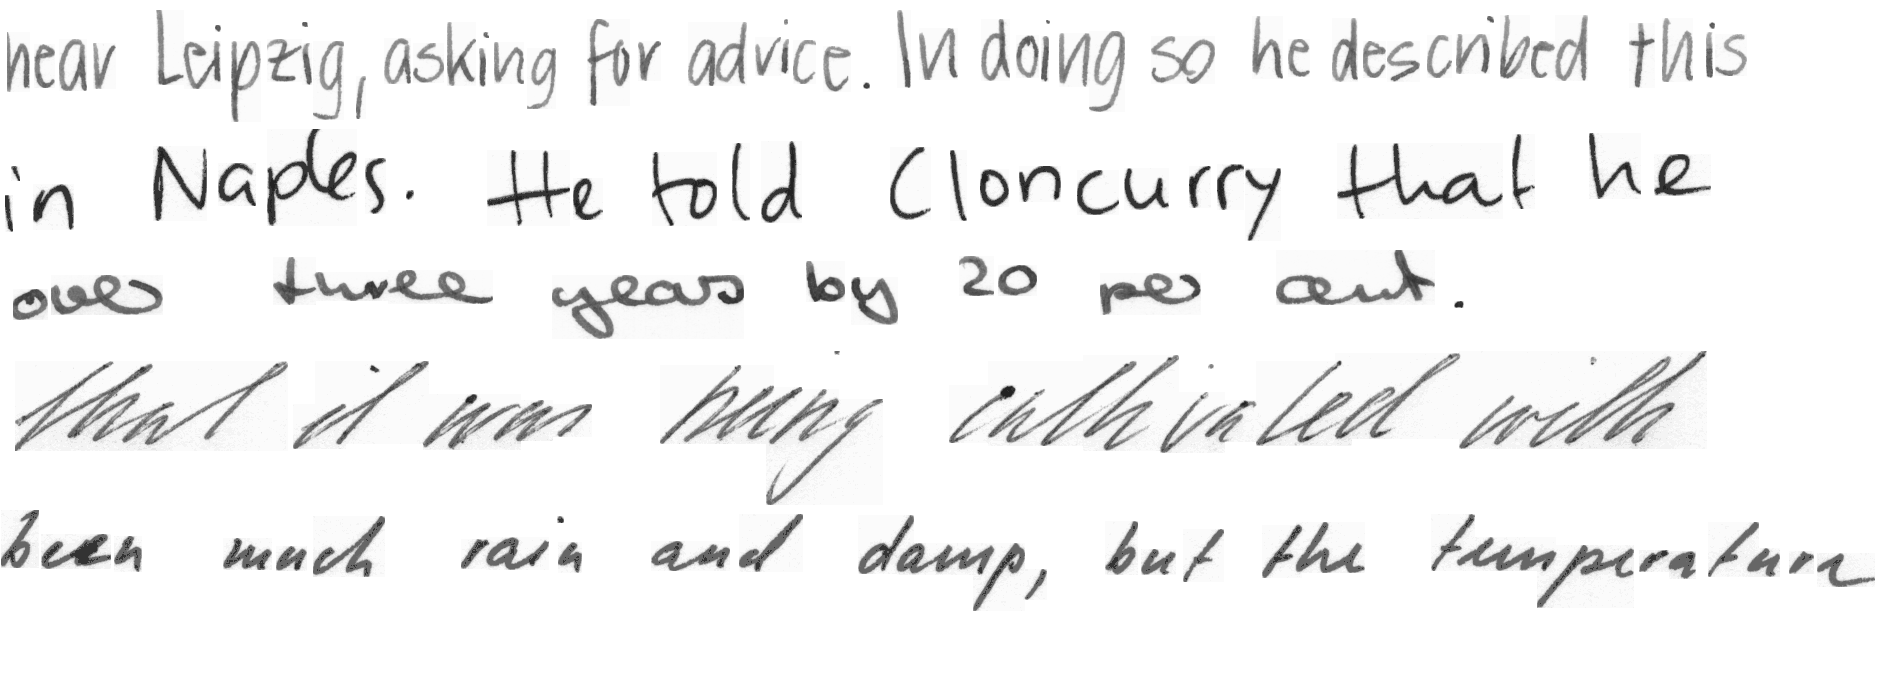 near Leipzig, asking for advice. In doing so he described this
in Naples. He told Cloncurry that he
over three years by 20 per cent.
that it was being cultivated with
been much rain and damp, but the temperature